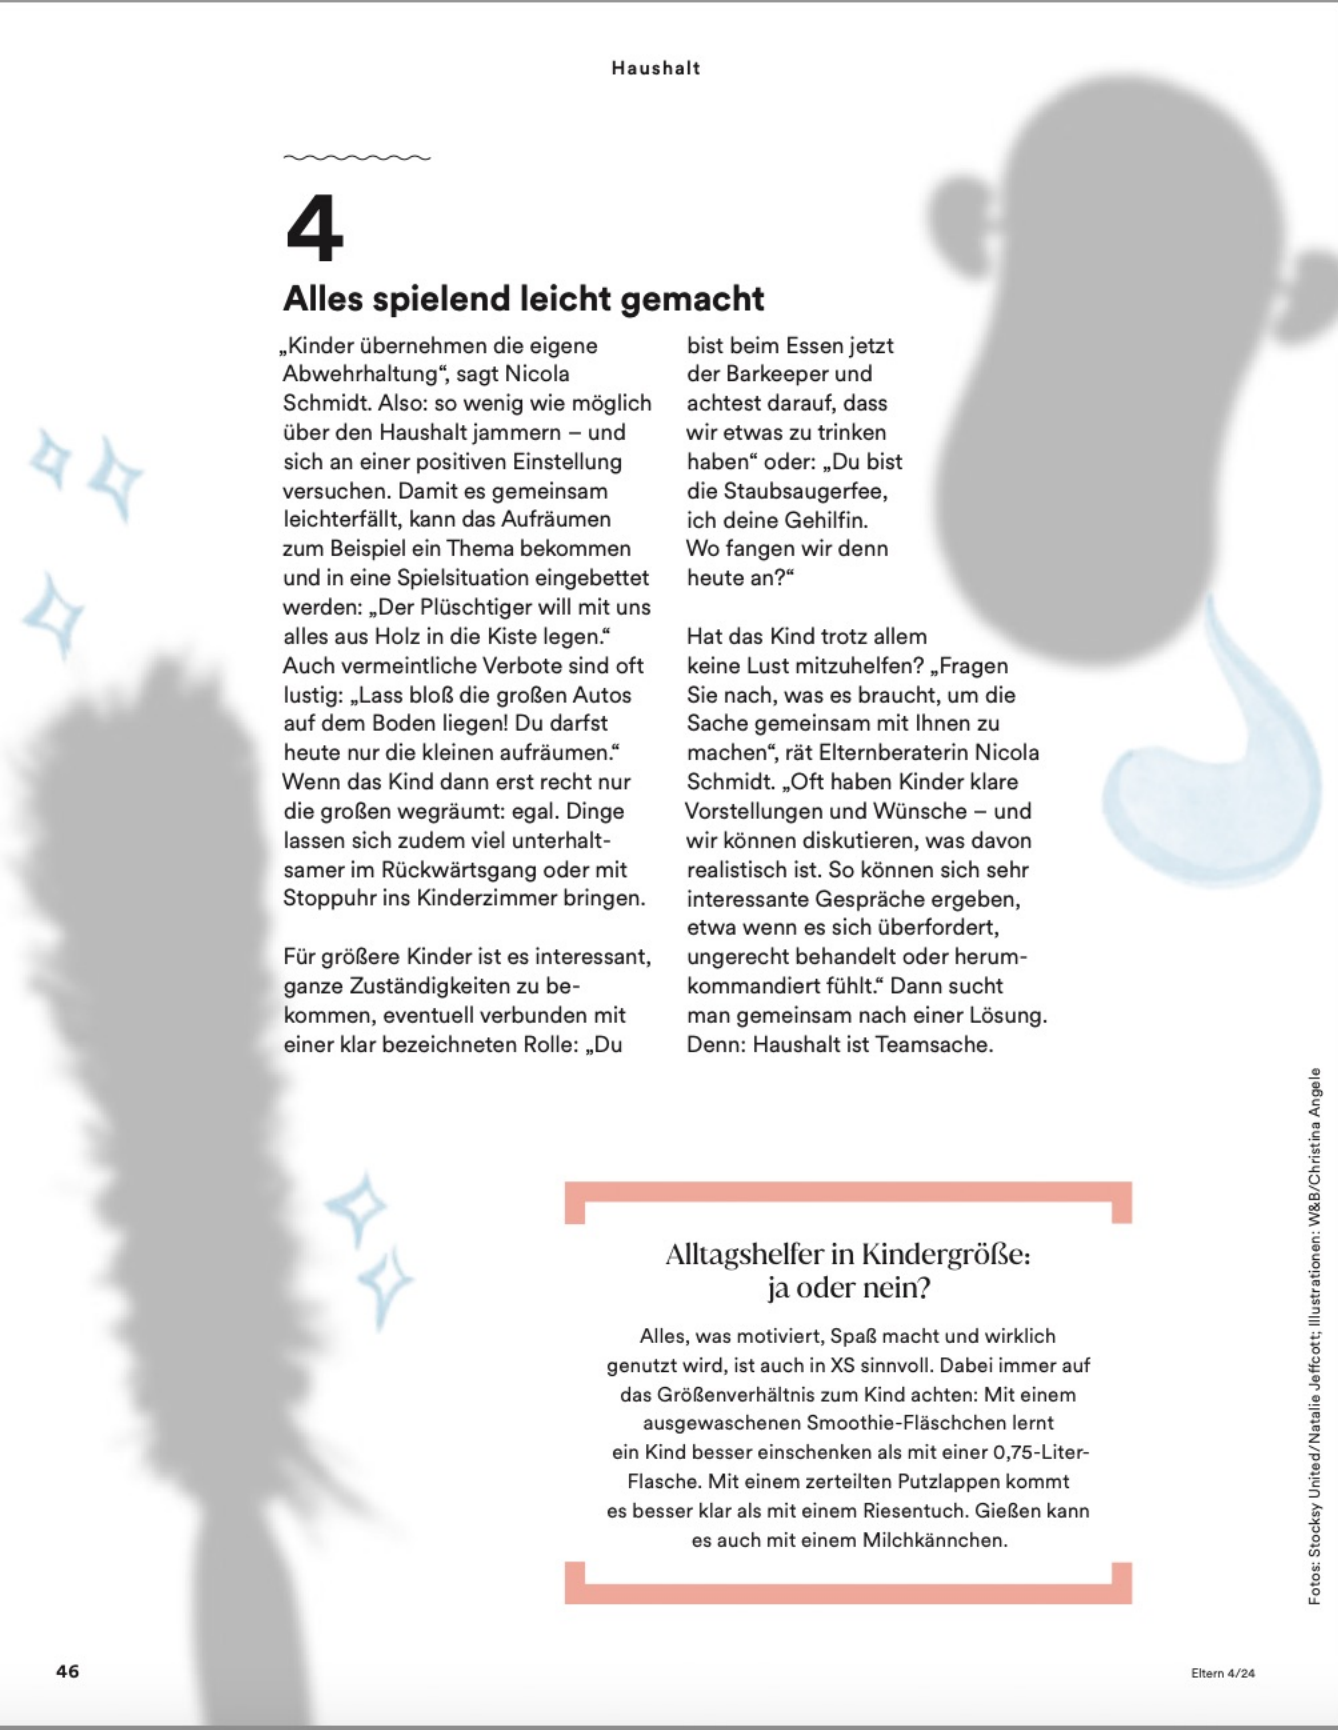 Haushalt
4
Alles spielend leicht gemacht
„Kinder übernehmen die eigene
Abwehrhaltung“, sagt Nicola
Schmidt. Also: so wenig wie möglich
über den Haushalt jammern – und
sich an einer positiven Einstellung
versuchen. Damit es gemeinsam
leichterfällt, kann das Aufräumen
zum Beispiel ein Thema bekommen
und in eine Spielsituation eingebettet
werden: „Der Plüschtiger will mit uns
alles aus Holz in die Kiste legen.“
Auch vermeintliche Verbote sind oft
lustig: „Lass bloß die großen Autos
auf dem Boden liegen! Du darfst
heute nur die kleinen aufräumen.“
Wenn das Kind dann erst recht nur
die großen wegräumt: egal. Dinge
lassen sich zudem viel unterhalt-
samer im Rückwärtsgang oder mit
Stoppuhr ins Kinderzimmer bringen.
Für größere Kinder ist es interessant,
ganze Zuständigkeiten zu be-
kommen, eventuell verbunden mit
einer klar bezeichneten Rolle: „Du
bist beim Essen jetzt
der Barkeeper und
achtest darauf, dass
wir etwas zu trinken
haben“ oder: „Du bist
die Staubsaugerfee,
ich deine Gehilfin.
Wo fangen wir denn
heute an?“
Hat das Kind trotz allem
keine Lust mitzuhelfen? „Fragen
Sie nach, was es braucht, um die
Sache gemeinsam mit Ihnen zu
machen“, rät Elternberaterin Nicola
Schmidt. „Oft haben Kinder klare
Vorstellungen und Wünsche – und
wir können diskutieren, was davon
realistisch ist. So können sich sehr
interessante Gespräche ergeben,
etwa wenn es sich überfordert,
ungerecht behandelt oder herum-
kommandiert fühlt.“ Dann sucht
man gemeinsam nach einer Lösung.
Denn: Haushalt ist Teamsache.
Alltagshelfer in Kindergröße:
ja oder nein?
Alles, was motiviert, Spaß macht und wirklich
genutzt wird, ist auch in XS sinnvoll. Dabei immer auf
das Größenverhältnis zum Kind achten: Mit einem
ausgewaschenen Smoothie-Fläschchen lernt
ein Kind besser einschenken als mit einer 0,75-Liter-
Flasche. Mit einem zerteilten Putzlappen kommt
es besser klar als mit einem Riesentuch. Gießen kann
es auch mit einem Milchkännchen.
Fotos: Stocksy United/Natalie Jeffcott; Illustrationen: W&B/Christina Angele
46
Eltern 4/24